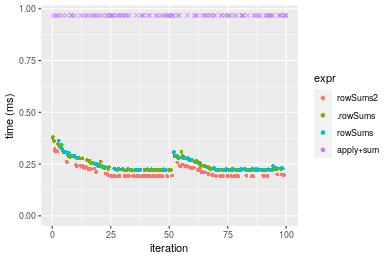 1.00
0.75
0.50
0.25
0.00
time (ms)
0
25
50
75
100
iteration
expr
rowSums2
.rowSums
rowSums
apply+sum